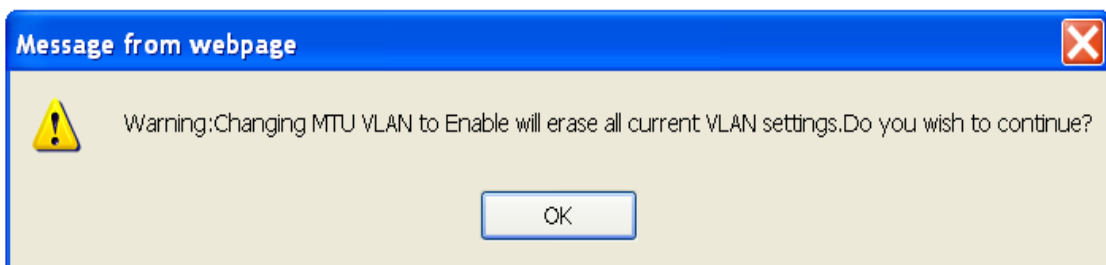 Message from webpage
Warning:Changing MTU VLAN to Enable will erase all current VLAN settings.Do you wish to continue?
OK